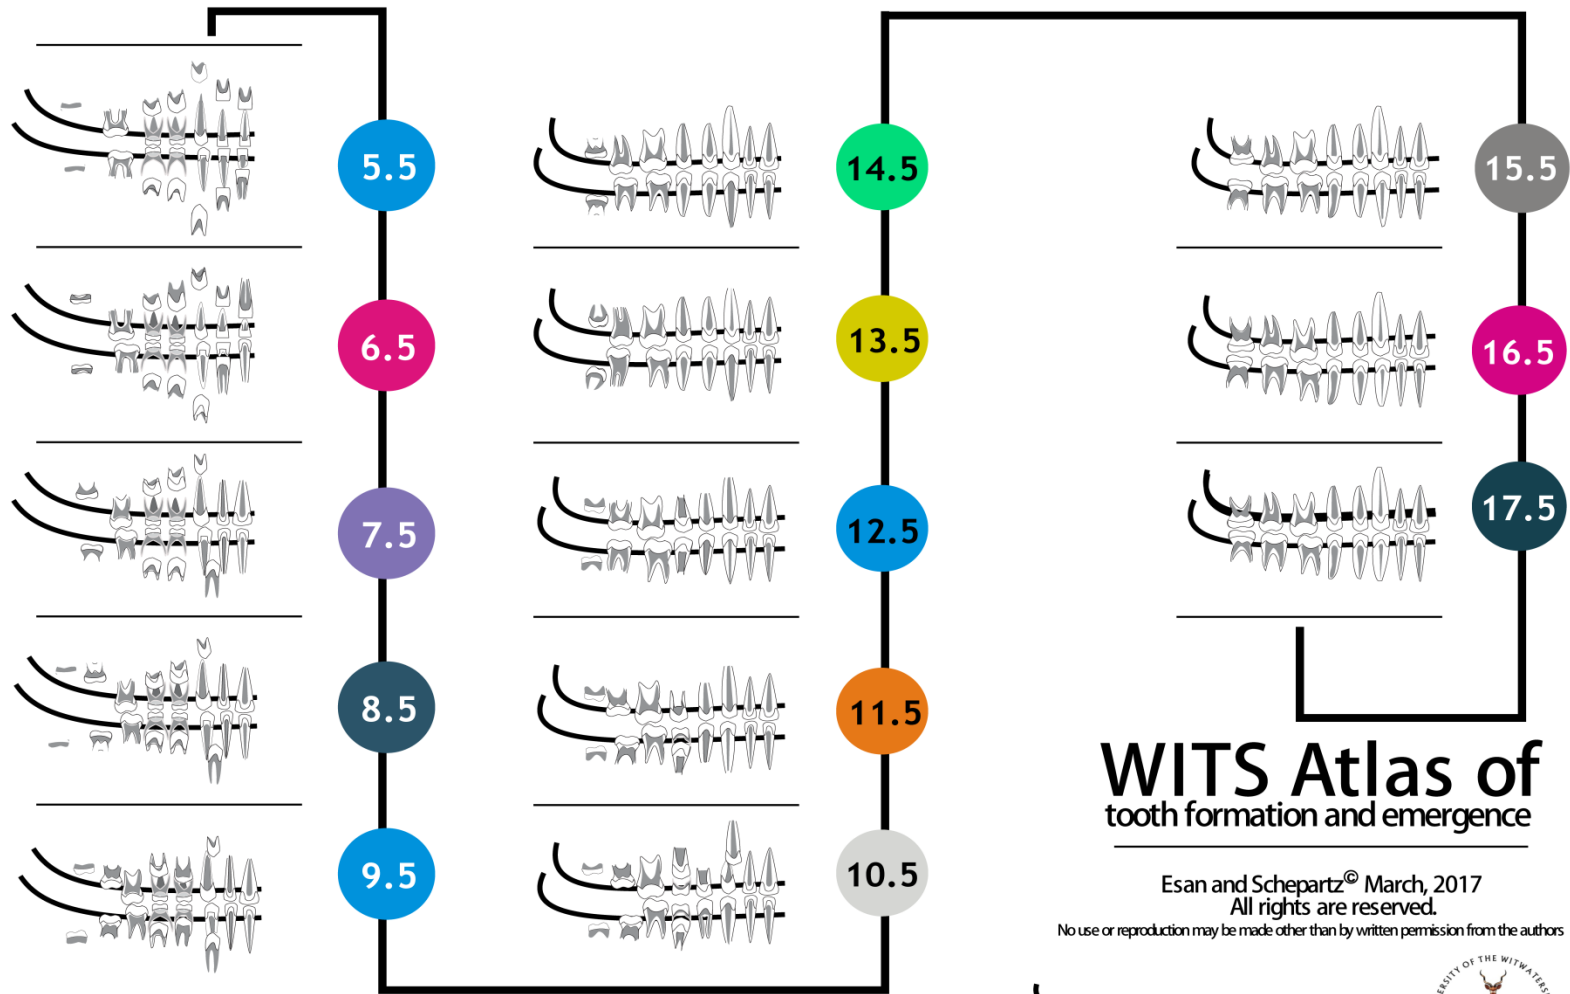 5.5
6.5
7.5
8.5
9.5
14.5
13.5
12.5
11.5
10.5
15.5
16.5
17.5
WITS Atlas of
tooth formation and emergence
Esan and Schepartz© March, 2017
All rights are reserved.
No use or reproduction may be made other than by written permission from the authors
OF THE